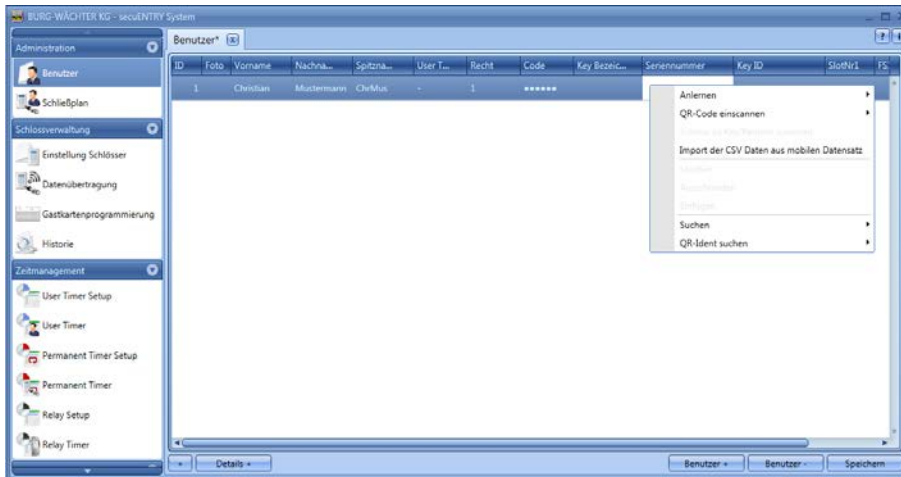 BURG-WÄCHTER KG - secuENTRY System
Administration
Benutzer
Schließplan
Schlossverwaltung
Einstellung Schlösser
Datenübertragung
Gastkartenprogrammierung
Historie
Zeitmanagement
User Timer Setup
User Timer
Permanent Timer Setup
Permanent Timer
Relay Setup
Relay Timer
Benutzer*
ID Foto Vorname Nachna... Spitzna... User T... Recht Code Key Bezeic... Seriennummer Key ID SlotNr1 FS
1 Christian Mustermann ChrMus - 1 ••••••
Anlernen
QR-Code einscannen
Import der CSV Daten aus mobilen Datensatz
Suchen
QR-Ident suchen
+ Details + Benutzer + Benutzer - Speichern